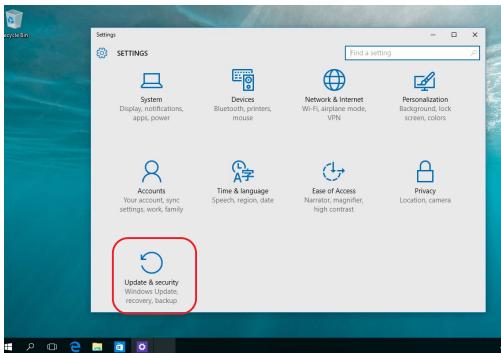 ecycle Bin
Settings
SETTINGS
Find a setting
System
Display, notifications,
apps, power
Devices
Bluetooth, printers,
mouse
Network & Internet
Wi-Fi, airplane mode,
VPN
Personalization
Background, lock
screen, colors
Accounts
Your account, sync
settings, work, family
Time & language
Speech, region, date
Ease of Access
Narrator, magnifier,
high contrast
Privacy
Location, camera
Update & security
Windows Update,
recovery, backup